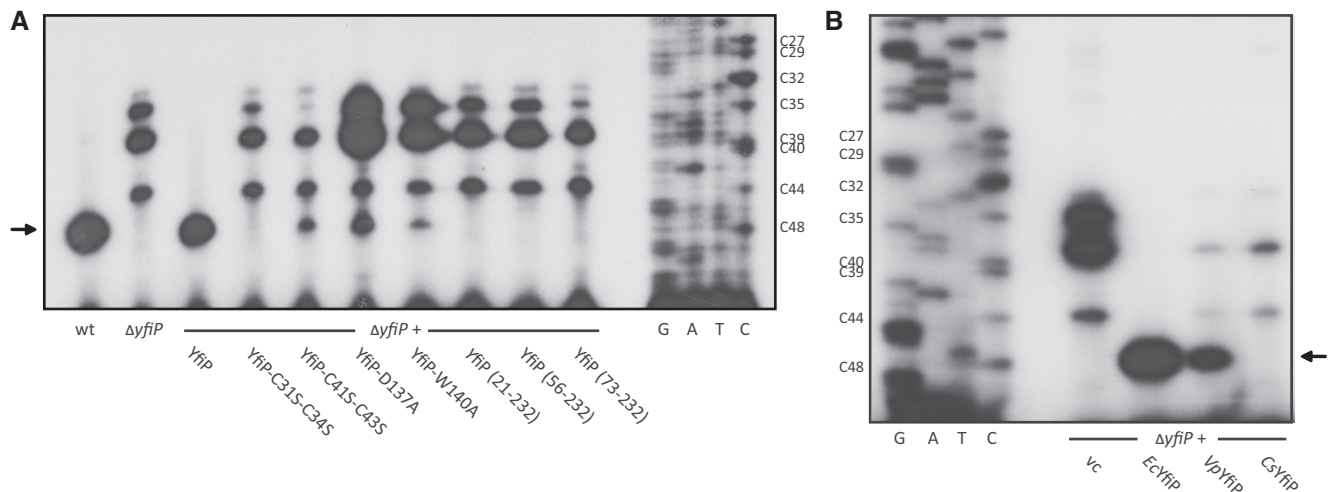 A
C27
C29
C32
C35
C39
C40
C44
C48
wt
ΔyfiP
ΔyfiP +
G A T C
YfiP
YfiP-C31S-C34S
YfiP-C41S-C43S
YfiP-D137A
YfiP-W140A
YfiP (21-232)
YfiP (56-232)
YfiP (73-232)
B
C27
C29
C32
C35
C40
C39
C44
C48
G A T C
ΔyfiP +
vc
EcYfiP
VpYfiP
CsYfiP